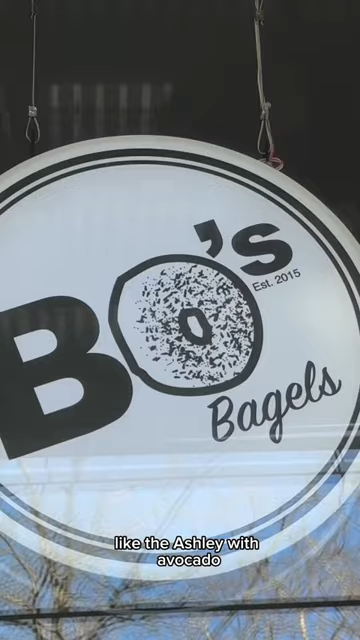 BO's
Est. 2015
Bagels
like the Ashley with
avocado